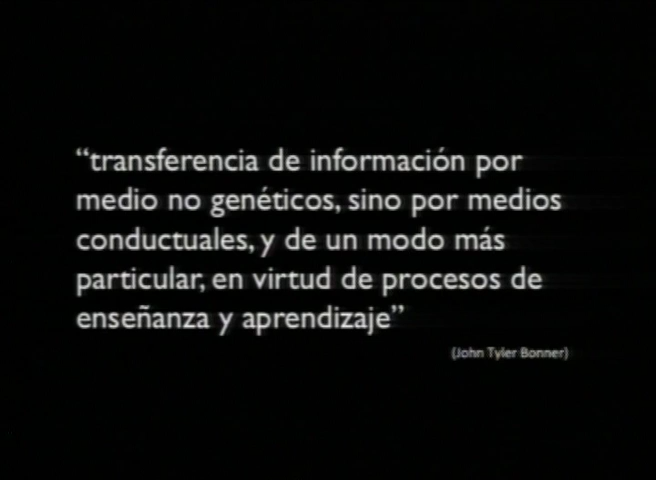 “transferencia de información por
medio no genéticos, sino por medios
conductuales, y de un modo más
particular, en virtud de procesos de
enseñanza y aprendizaje”
(John Tyler Bonner)